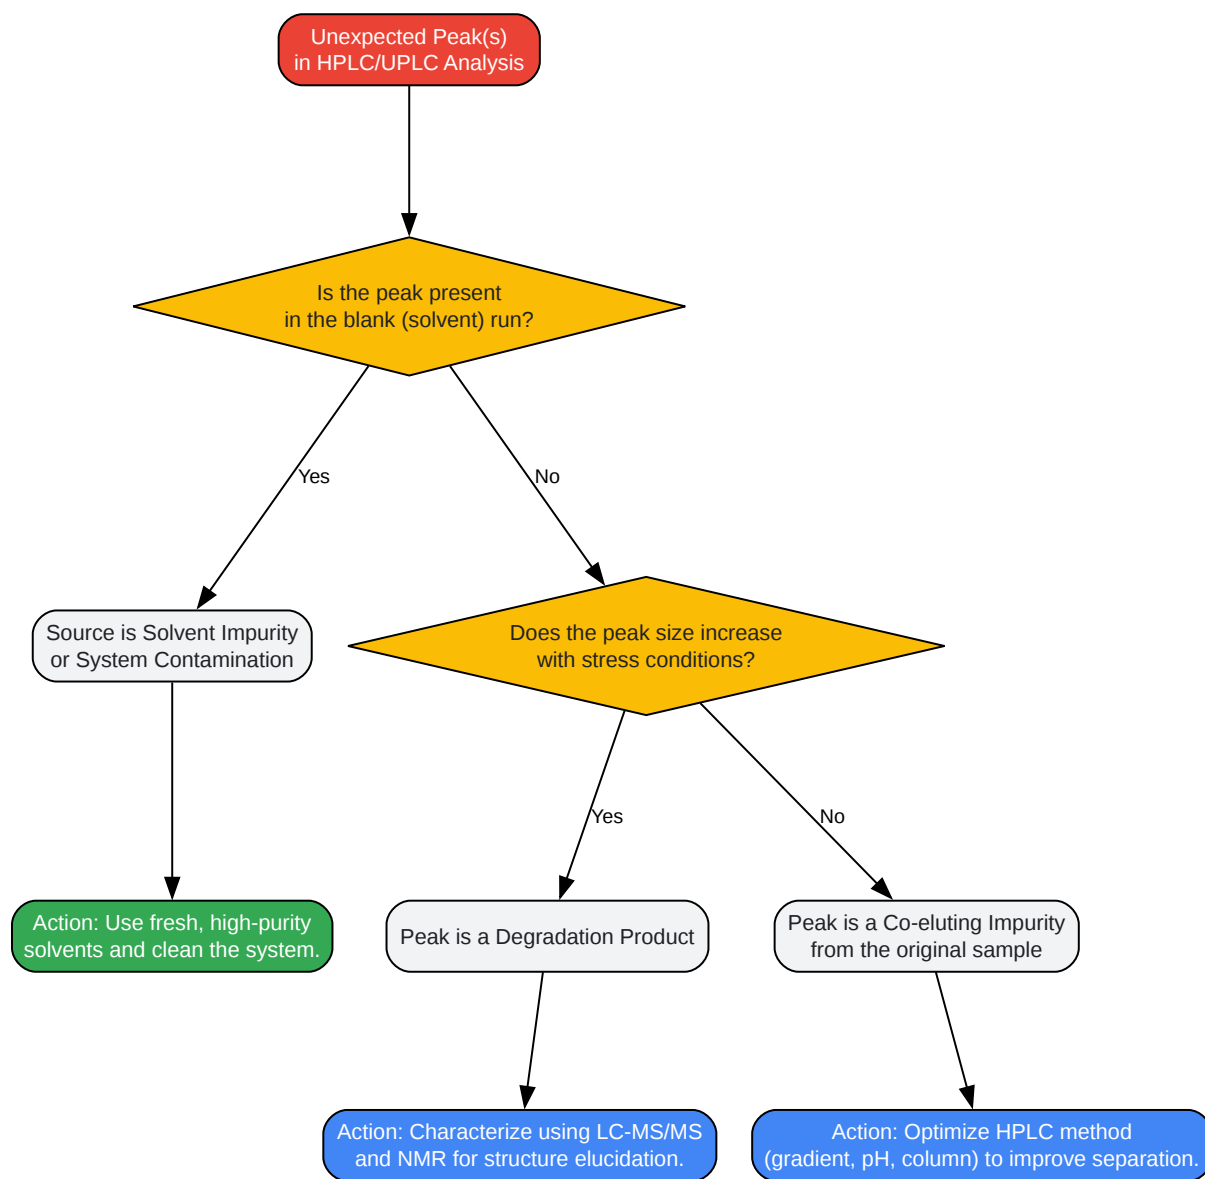 Unexpected Peak(s)
in HPLC/UPLC Analysis
Is the peak present
in the blank (solvent) run?
Yes
No
Source is Solvent Impurity
or System Contamination
Does the peak size increase
with stress conditions?
Yes
No
Action: Use fresh, high-purity
solvents and clean the system.
Peak is a Degradation Product
Peak is a Co-eluting Impurity
from the original sample
Action: Characterize using LC-MS/MS
and NMR for structure elucidation.
Action: Optimize HPLC method
(gradient, pH, column) to improve separation.